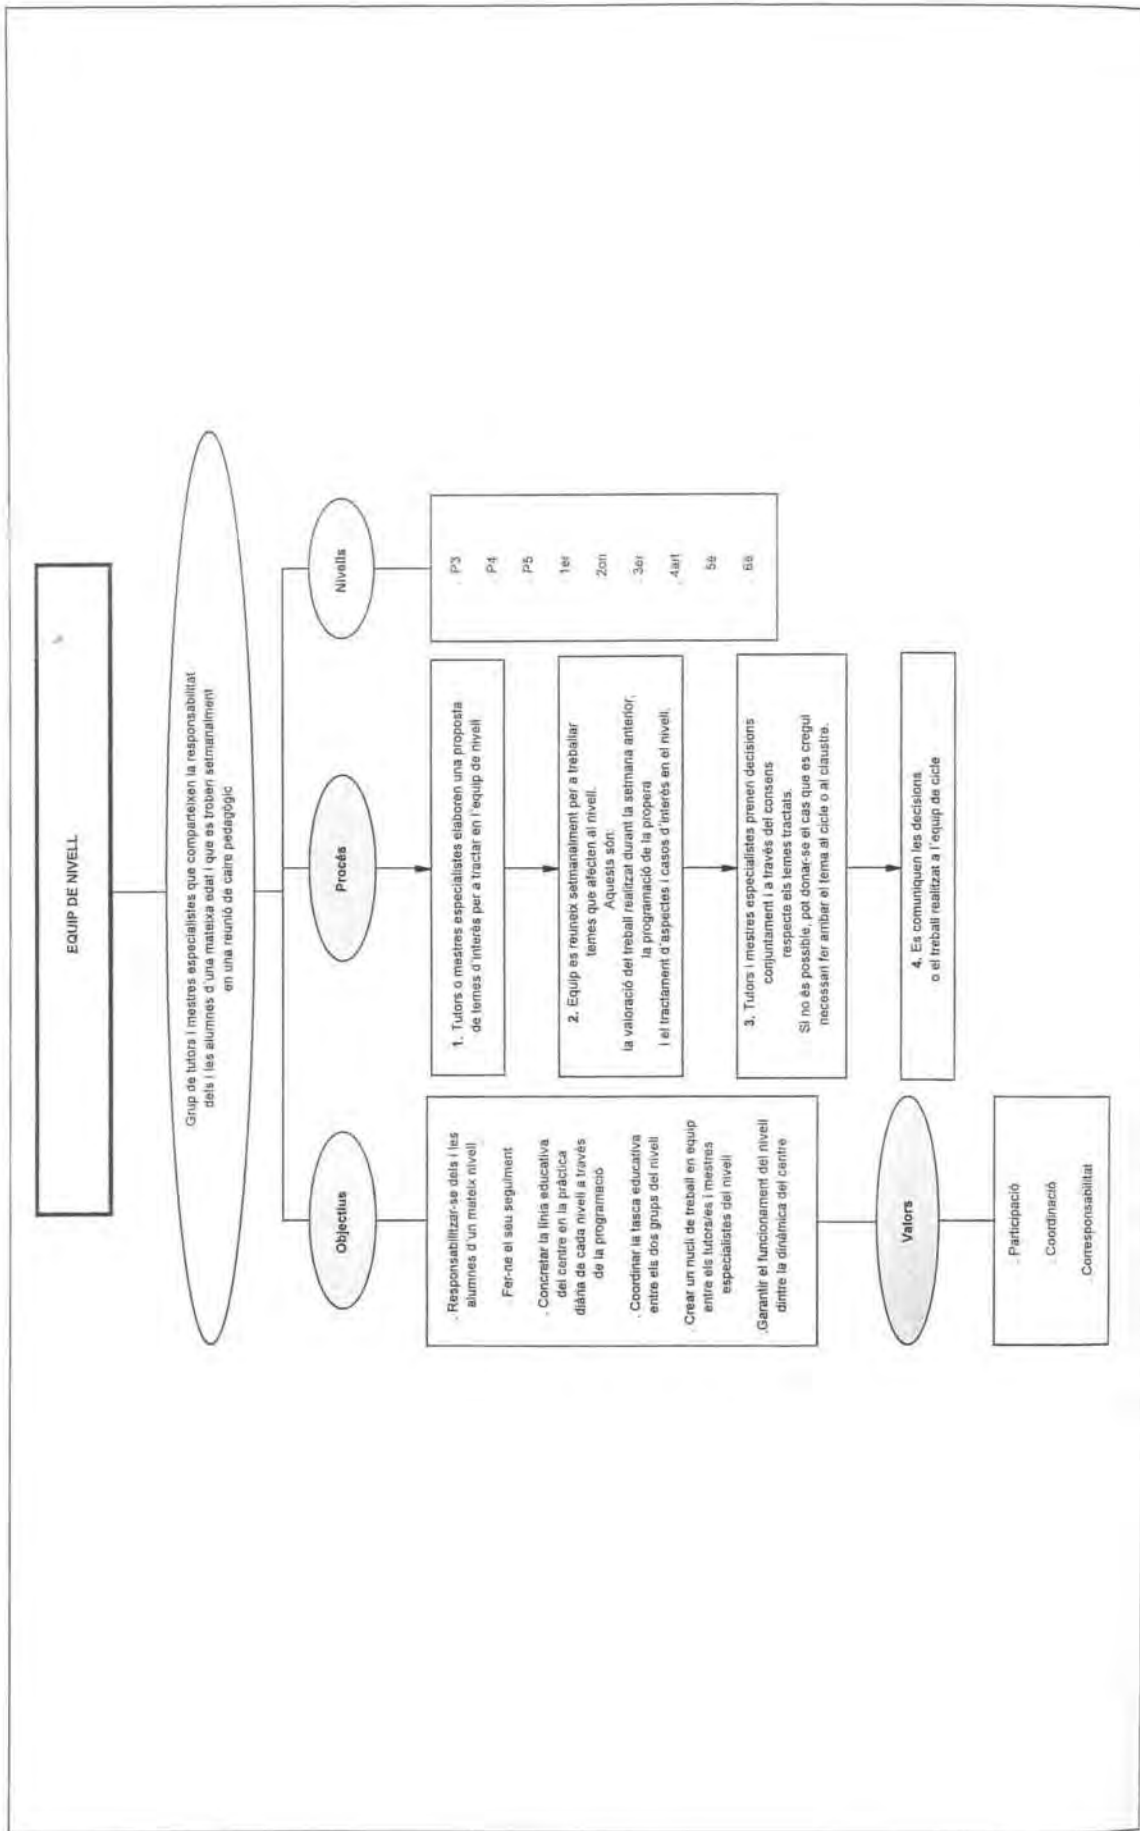 EQUIP DE NIVELL
Grup de tutors i mestres especialistes que comparteixen la responsabilitat
dels i les alumnes d'una mateixa edat i que es troben setmanalment
en una reunió de caire pedagògic
Objectius
. Responsabilitzar-se dels i les
alumnes d'un mateix nivell
. Fer-ne el seu seguiment
. Concretar la línia educativa
del centre en la pràctica
diària de cada nivell a través
de la programació
. Coordinar la tasca educativa
entre els dos grups del nivell
. Crear un nucli de treball en equip
entre els tutors/es i mestres
especialistes del nivell
.Garantir el funcionament del nivell
dintre la dinàmica del centre
Valors
. Participació
. Coordinació
. Corresponsabilitat
Procés
1. Tutors o mestres especialistes elaboren una proposta
de temes d'interès per a tractar en l'equip de nivell
2. Equip es reuneix setmanalment per a treballar
temes que afecten al nivell.
Aquests són:
la valoració del treball realitzat durant la setmana anterior,
la programació de la propera
i el tractament d'aspectes i casos d'interés en el nivell.
3. Tutors i mestres especialistes prenen decisions
conjuntament i a través del consens
respecte els temes tractats.
Si no és possible, pot donar-se el cas que es cregui
necessari fer arribar el tema al cicle o al claustre.
4. Es comuniquen les decisions
o el treball realitzat a l'equip de cicle
Nivells
. P3
. P4
. P5
. 1er
. 2on
. 3er
. 4art
. 5è
. 6è